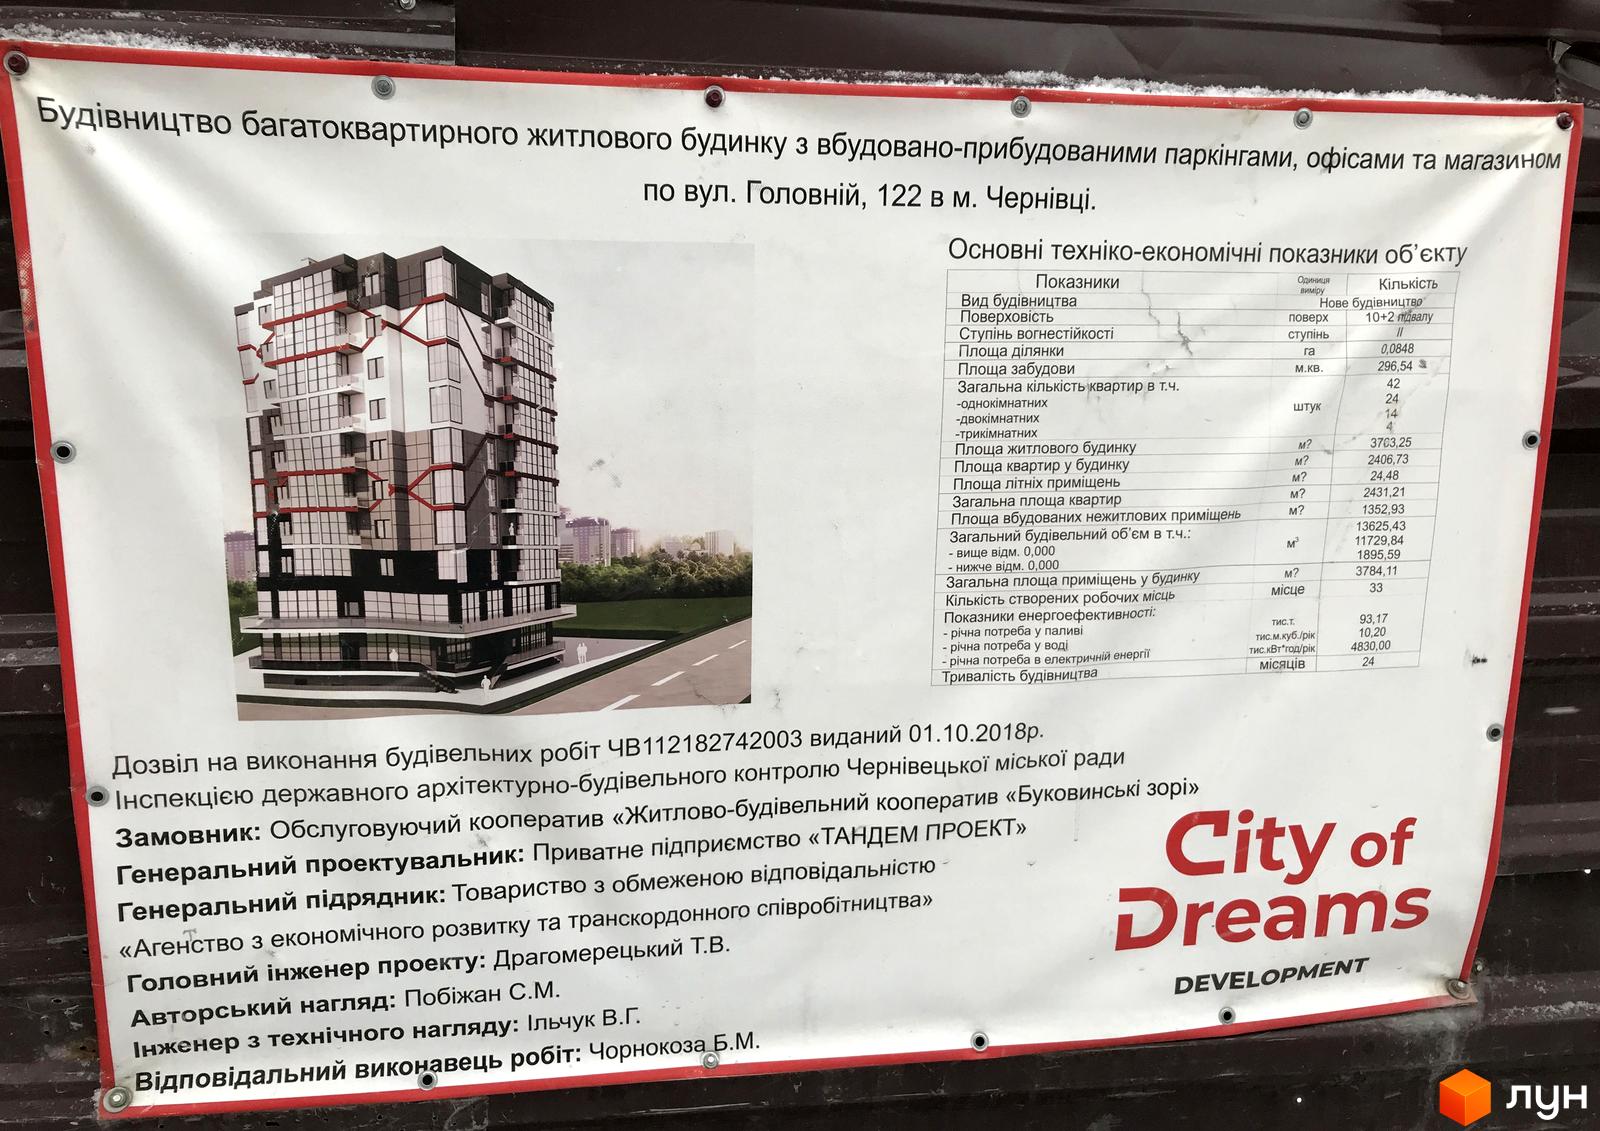 Будівництво багатоквартирного житлового будинку з вбудовано-прибудованими паркінгами, офісами та магазином
по вул. Головній, 122 в м. Чернівці.
Основні техніко-економічні показники об'єкту
Показники Одиниця виміру Кількість
Вид будівництва Нове будівництво
Поверховість поверх 10+2 підвалу
Ступінь вогнестійкості ступінь II
Площа ділянки га 0,0848
Площа забудови м.кв. 296,54
Загальна кількість квартир в т.ч. штук 42
-однокімнатних 24
-двокімнатних 14
-трикімнатних 4
Площа житлового будинку м? 3703,25
Площа квартир у будинку м? 2406,73
Площа літніх приміщень м? 24,48
Загальна площа квартир м? 2431,21
Площа вбудованих нежитлових приміщень м? 1352,93
Загальний будівельний об'єм в т.ч.: м³ 13625,43
- вище відм. 0,000 11729,84
- нижче відм. 0,000 1895,59
Загальна площа приміщень у будинку м? 3784,11
Кількість створених робочих місць місце 33
Показники енергоефективності:
- річна потреба у паливі тис.т. 93,17
- річна потреба у воді тис.м.куб./рік 10,20
- річна потреба в електричній енергії тис.кВт*год/рік 4830,00
Тривалість будівництва місяців 24
Дозвіл на виконання будівельних робіт ЧВ112182742003 виданий 01.10.2018р.
Інспекцією державного архітектурно-будівельного контролю Чернівецької міської ради
Замовник: Обслуговуючий кооператив «Житлово-будівельний кооператив «Буковинські зорі»
Генеральний проектувальник: Приватне підприємство «ТАНДЕМ ПРОЕКТ»
Генеральний підрядник: Товариство з обмеженою відповідальністю
«Агенство з економічного розвитку та транскордонного співробітництва»
Головний інженер проекту: Драгомерецький Т.В.
Авторський нагляд: Побіжан С.М.
Інженер з технічного нагляду: Ільчук В.Г.
Відповідальний виконавець робіт: Чорнокоза Б.М.
City of
Dreams
DEVELOPMENT
лун